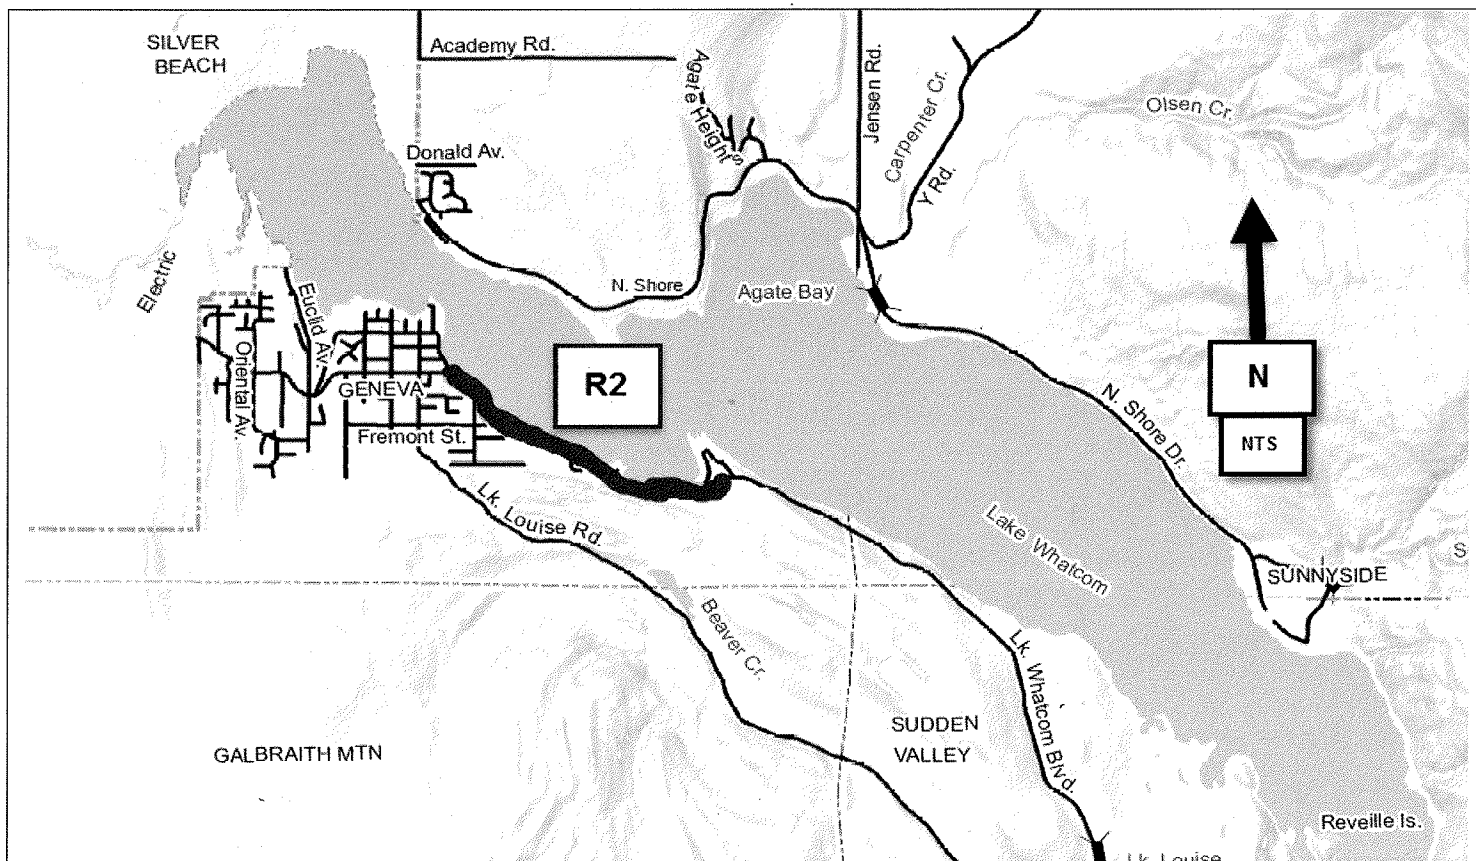 SILVER
BEACH
Academy Rd.
Agate Heights
Jensen Rd.
Carpenter Cr.
Y Rd.
Olsen Cr.
Donald Av.
Electric
Euclid Av.
Oriental Av.
N. Shore
Agate Bay
R2
N
NTS
GENEVA
Fremont St.
Lk. Louise Rd.
N. Shore Dr.
Lake Whatcom
S
SUNNYSIDE
Beaver Cr.
Lk. Whatcom Blvd.
SUDDEN
VALLEY
GALBRAITH MTN
Reveille Is.
Lk. Louise